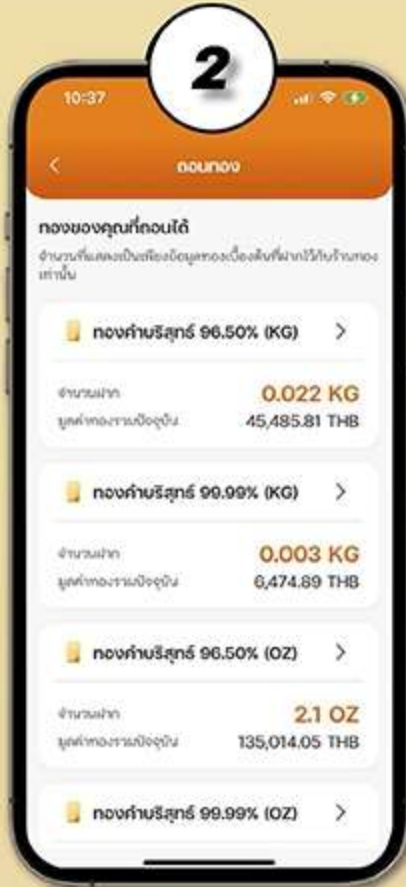 2
10:37
ถอนทอง
ทองของคุณที่ถอนได้
จำนวนที่แสดงเป็นเพียงข้อมูลทองเบื้องต้นที่ฝากไว้กับร้านทอง
เท่านั้น
ทองคำบริสุทธิ์ 96.50% (KG)
จำนวนฝาก 0.022 KG
มูลค่าทองรวมปัจจุบัน 45,485.81 THB
ทองคำบริสุทธิ์ 99.99% (KG)
จำนวนฝาก 0.003 KG
มูลค่าทองรวมปัจจุบัน 6,474.89 THB
ทองคำบริสุทธิ์ 96.50% (OZ)
จำนวนฝาก 2.1 OZ
มูลค่าทองรวมปัจจุบัน 135,014.05 THB
ทองคำบริสุทธิ์ 99.99% (OZ)